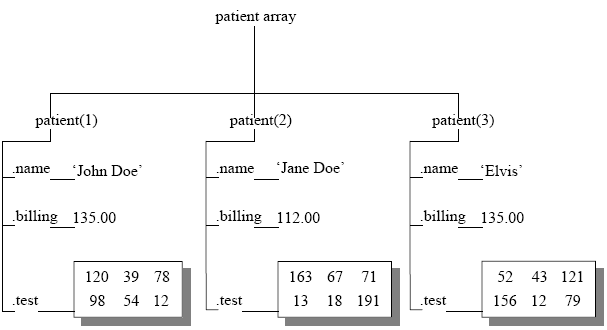 patient array
patient(1)
.name ‘John Doe’
.billing 135.00
.test
120 39 78
98 54 12
patient(2)
.name ‘Jane Doe’
.billing 112.00
.test
163 67 71
13 18 191
patient(3)
.name ‘Elvis’
.billing 135.00
.test
52 43 121
156 12 79